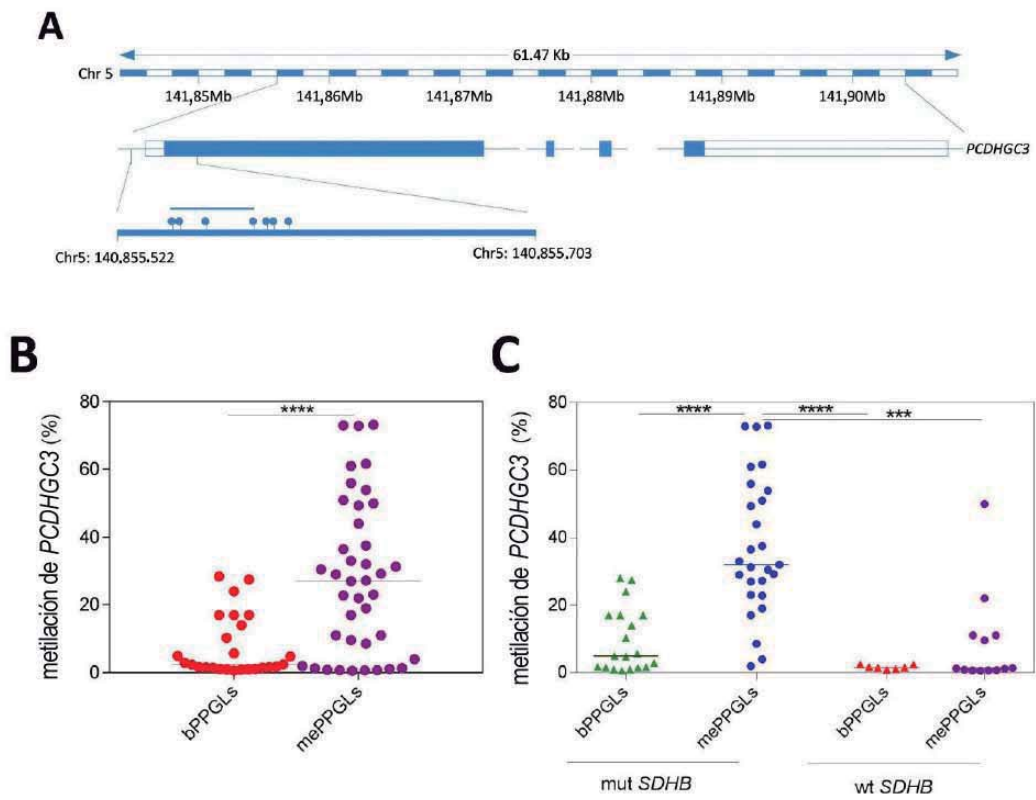 A
61.47 Kb
Chr 5
141,85Mb 141,86Mb 141,87Mb 141,88Mb 141,89Mb 141,90Mb
PCDHGC3
Chr5: 140.855.522 Chr5: 140.855.703
B
metilación de PCDHGC3 (%)
80
60
40
20
0
****
bPPGLs mePPGLs
C
metilación de PCDHGC3 (%)
80
60
40
20
0
**** **** ***
bPPGLs mePPGLs bPPGLs mePPGLs
mut SDHB wt SDHB